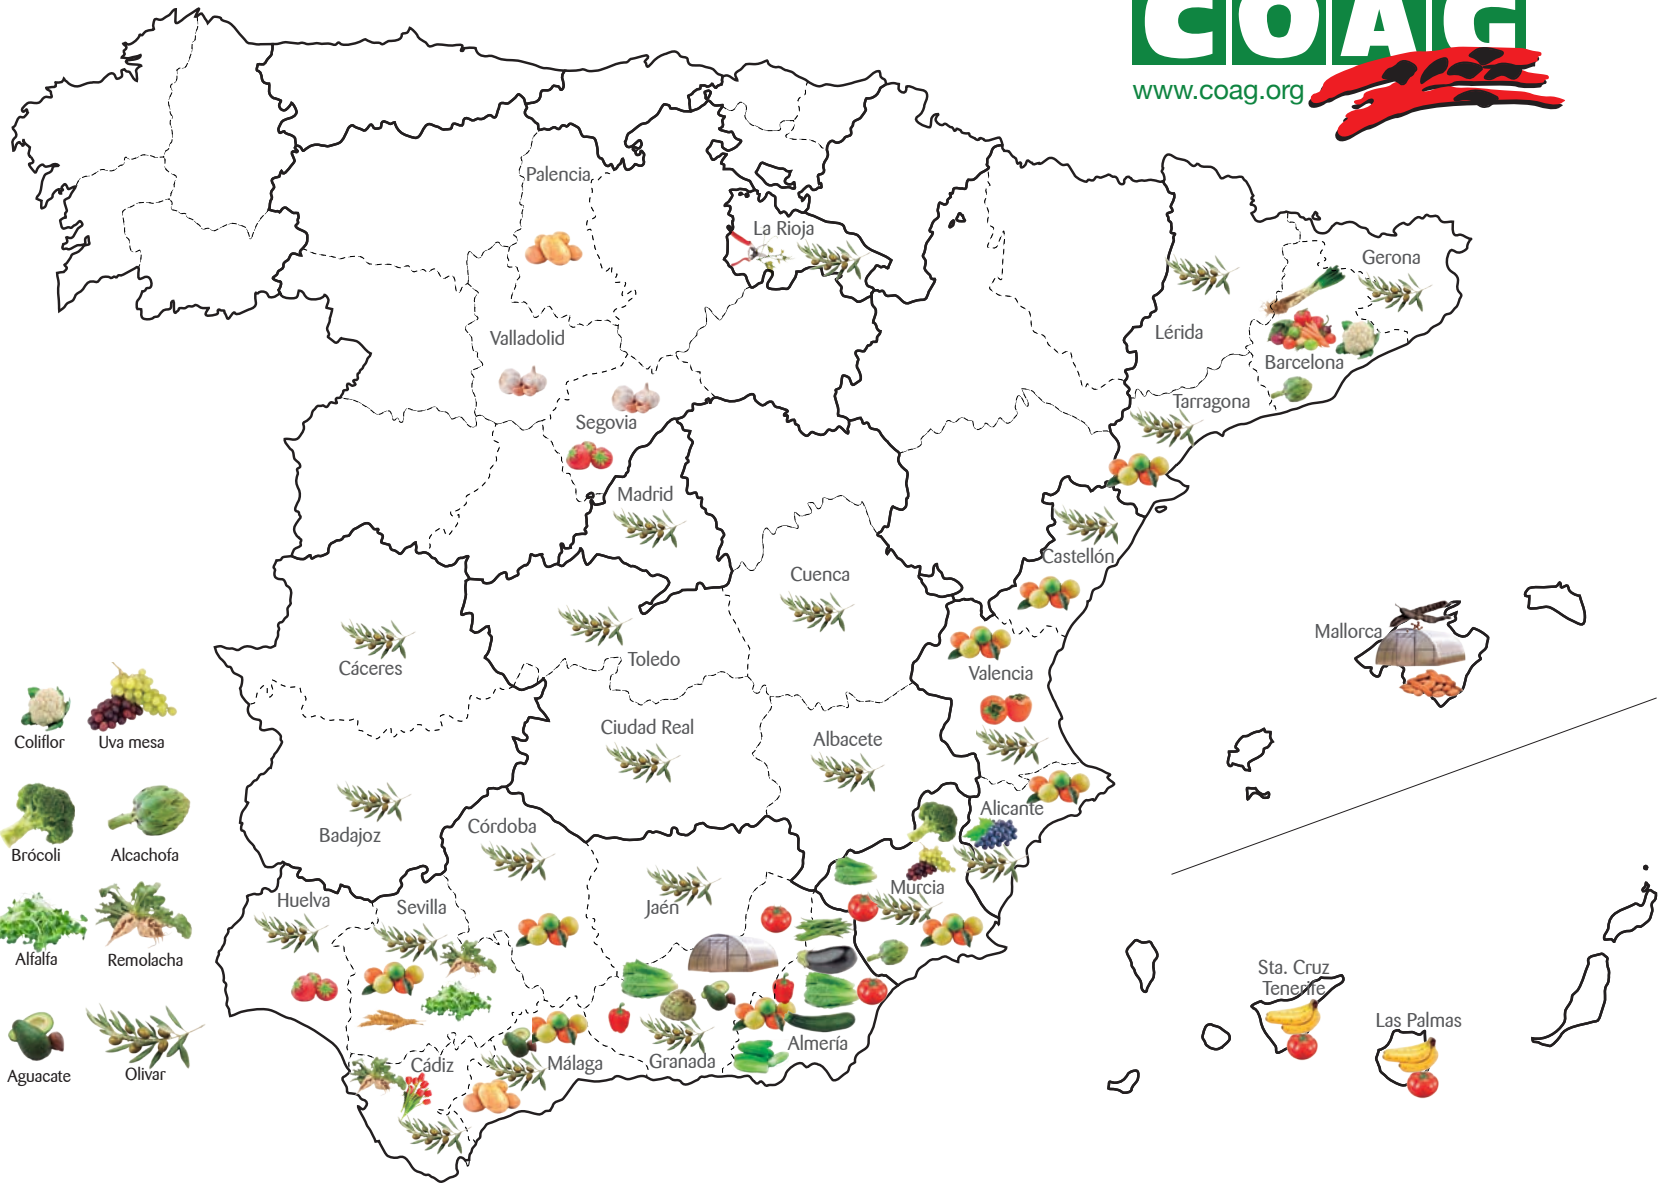 COAG
www.coag.org
Palencia
La Rioja
Gerona
Valladolid
Lérida
Barcelona
Segovia
Tarragona
Madrid
Castellón
Cuenca
Mallorca
Cáceres
Toledo
Valencia
Ciudad Real
Albacete
Coliflor
Uva mesa
Badajoz
Córdoba
Alicante
Brócoli
Alcachofa
Huelva
Sevilla
Jaén
Murcia
Alfalfa
Remolacha
Sta. Cruz
Tenerife
Las Palmas
Aguacate
Olivar
Cádiz
Málaga
Granada
Almería